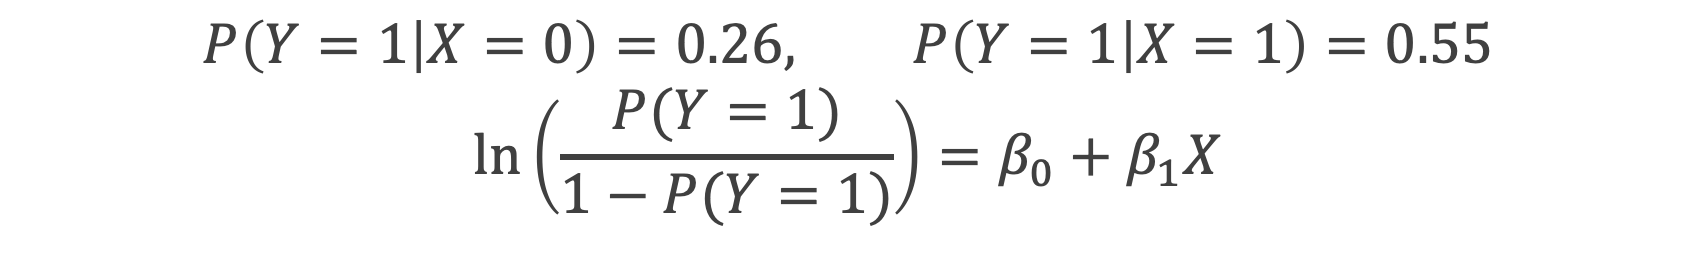 P(Y = 1|X = 0) = 0.26, P(Y = 1|X = 1) = 0.55
ln(P(Y = 1) / 1 − P(Y = 1)) = β₀ + β₁X